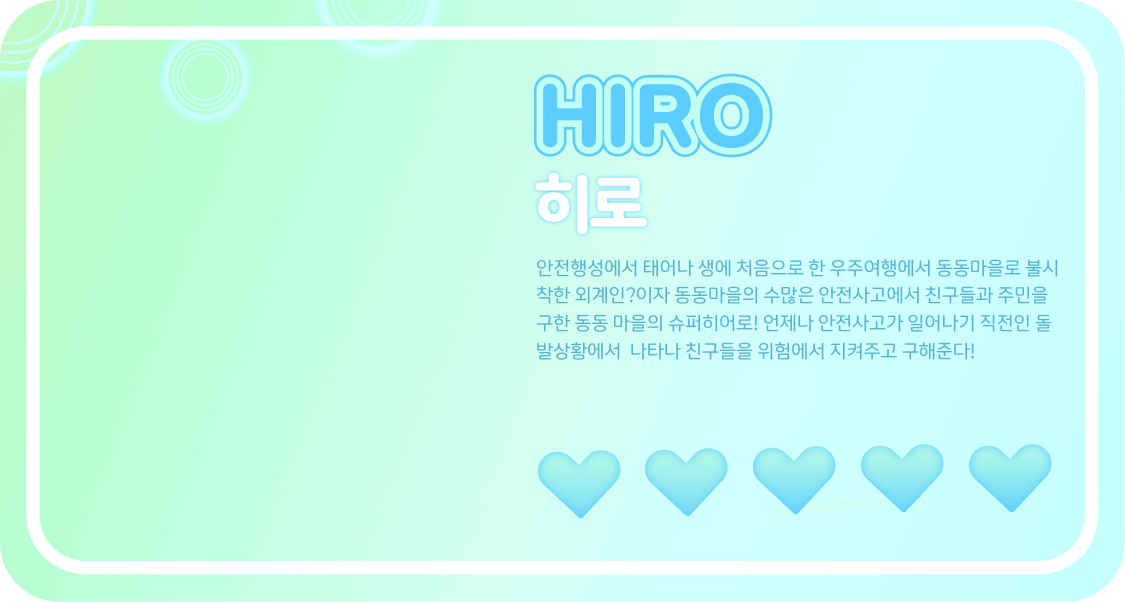 HIRO
히로
안전행성에서 태어나 생에 처음으로 한 우주여행에서 동동마을로 불시
착한 외계인?이자 동동마을의 수많은 안전사고에서 친구들과 주민을
구한 동동 마을의 슈퍼히어로! 언제나 안전사고가 일어나기 직전인 돌
발상황에서  나타나 친구들을 위험에서 지켜주고 구해준다!